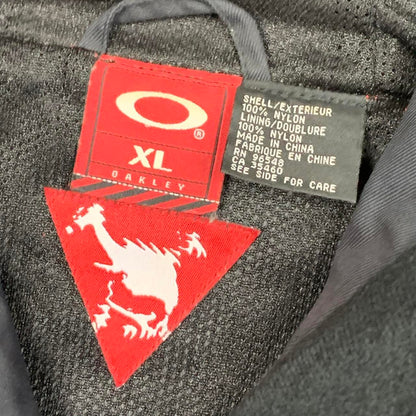 ®
XL
OAKLEY
SHELL/EXTERIEUR
100% NYLON
LINING/DOUBLURE
100% NYLON
MADE IN CHINA
FABRIQUE EN CHINE
RN 96548
CA 35460
SEE SIDE FOR CARE